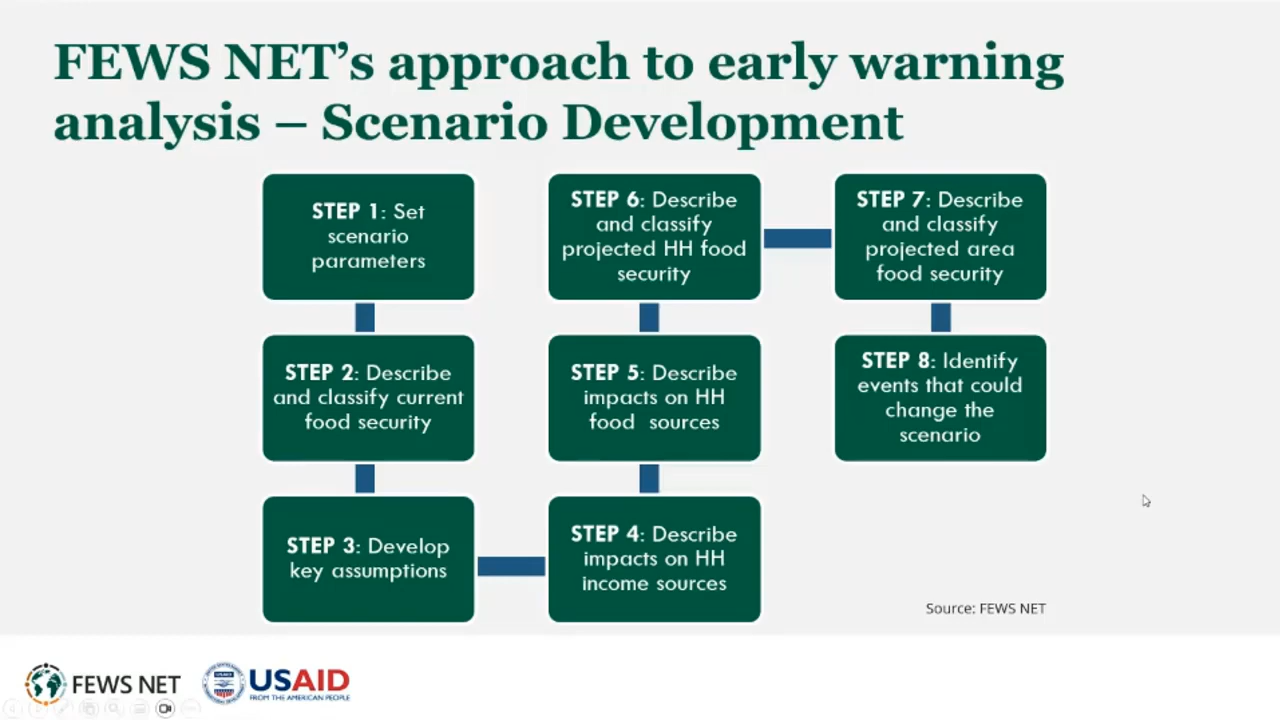 FEWS NET’s approach to early warning
analysis – Scenario Development
STEP 1: Set
scenario
parameters
STEP 2: Describe
and classify current
food security
STEP 3: Develop
key assumptions
STEP 4: Describe
impacts on HH
income sources
STEP 5: Describe
impacts on HH
food sources
STEP 6: Describe
and classify
projected HH food
security
STEP 7: Describe
and classify
projected area
food security
STEP 8: Identify
events that could
change the
scenario
Source: FEWS NET
FEWS NET
USAID
FROM THE AMERICAN PEOPLE